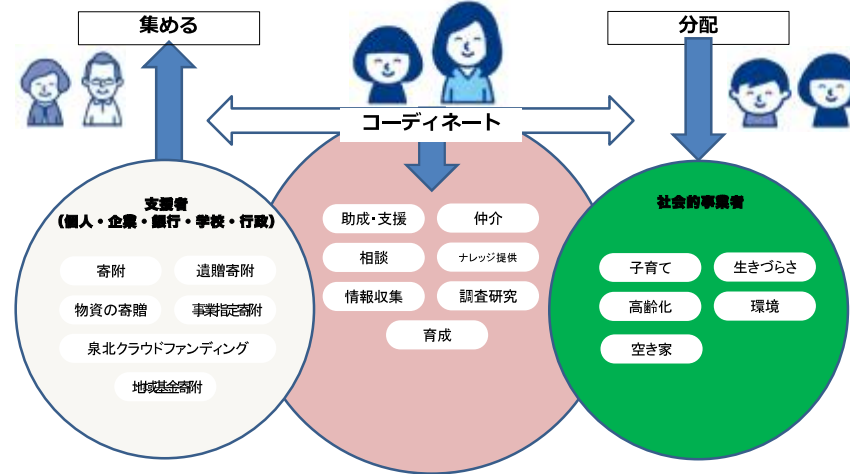 集める
分配
コーディネート
支援者
(個人・企業・銀行・学校・行政)
寄附
遺贈寄附
物資の寄贈
事業指定寄附
泉北クラウドファンディング
地域基金寄附
助成・支援
仲介
相談
ナレッジ提供
情報収集
調査研究
育成
社会的事業者
子育て
生きづらさ
高齢化
環境
空き家